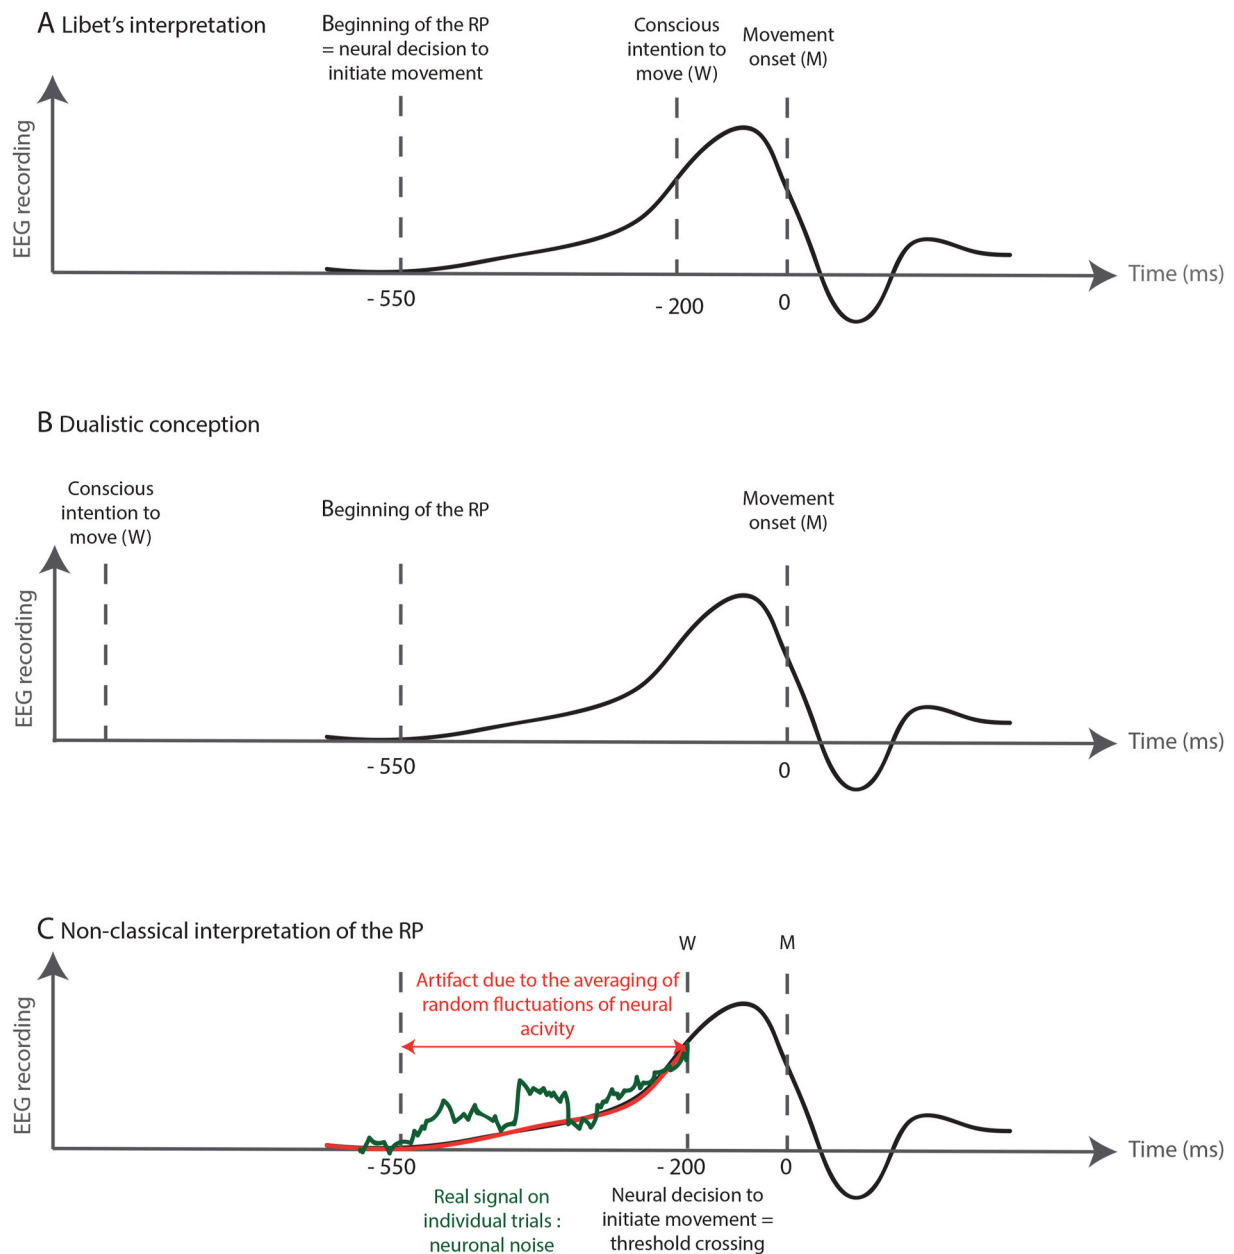 A Libet's interpretation
Beginning of the RP
= neural decision to
initiate movement
Conscious
intention to
move (W)
Movement
onset (M)
EEG recording
Time (ms)
- 550
- 200
0
B Dualistic conception
Conscious
intention to
move (W)
Beginning of the RP
Movement
onset (M)
EEG recording
Time (ms)
- 550
0
C Non-classical interpretation of the RP
W
M
Artifact due to the averaging of
random fluctuations of neural
acivity
EEG recording
Time (ms)
- 550
- 200
0
Real signal on
individual trials :
neuronal noise
Neural decision to
initiate movement =
threshold crossing